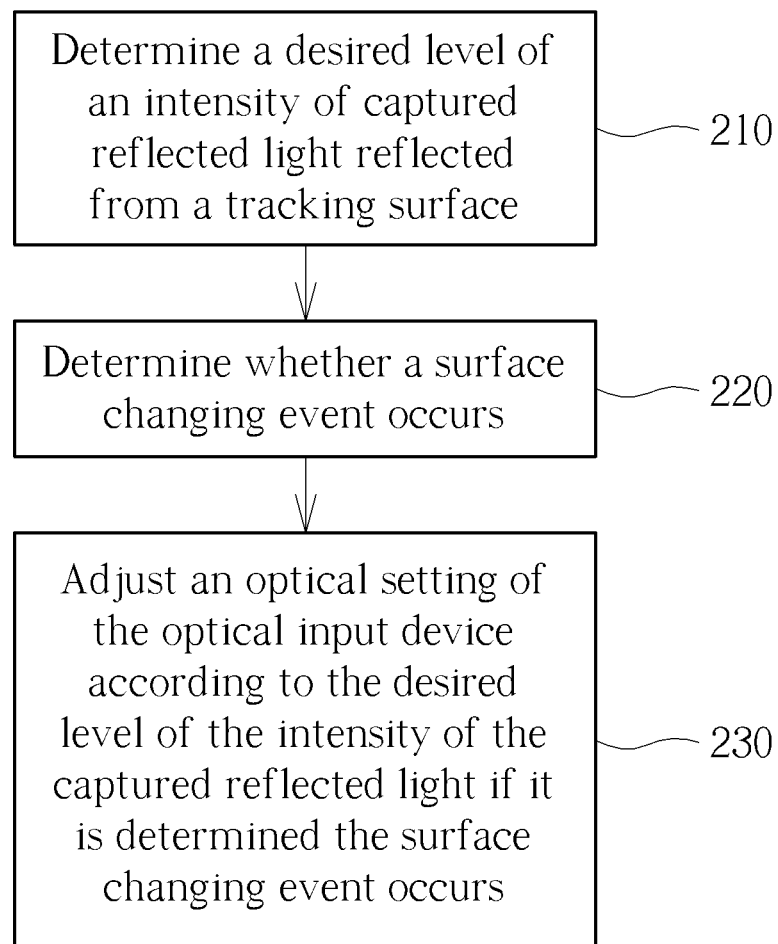 Determine a desired level of
an intensity of captured
reflected light reflected
from a tracking surface
210
Determine whether a surface
changing event occurs
220
Adjust an optical setting of
the optical input device
according to the desired
level of the intensity of the
captured reflected light if it
is determined the surface
changing event occurs
230